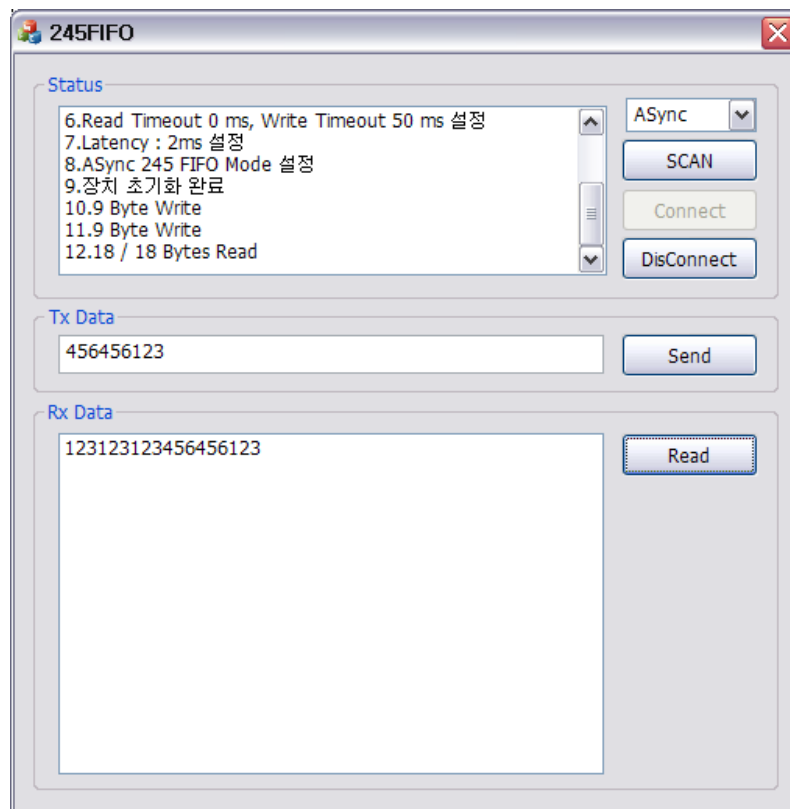 245FIFO
Status
6.Read Timeout 0 ms, Write Timeout 50 ms 설정
7.Latency : 2ms 설정
8.ASync 245 FIFO Mode 설정
9.장치 초기화 완료
10.9 Byte Write
11.9 Byte Write
12.18 / 18 Bytes Read
ASync
SCAN
Connect
DisConnect
Tx Data
456456123
Send
Rx Data
123123123456456123
Read